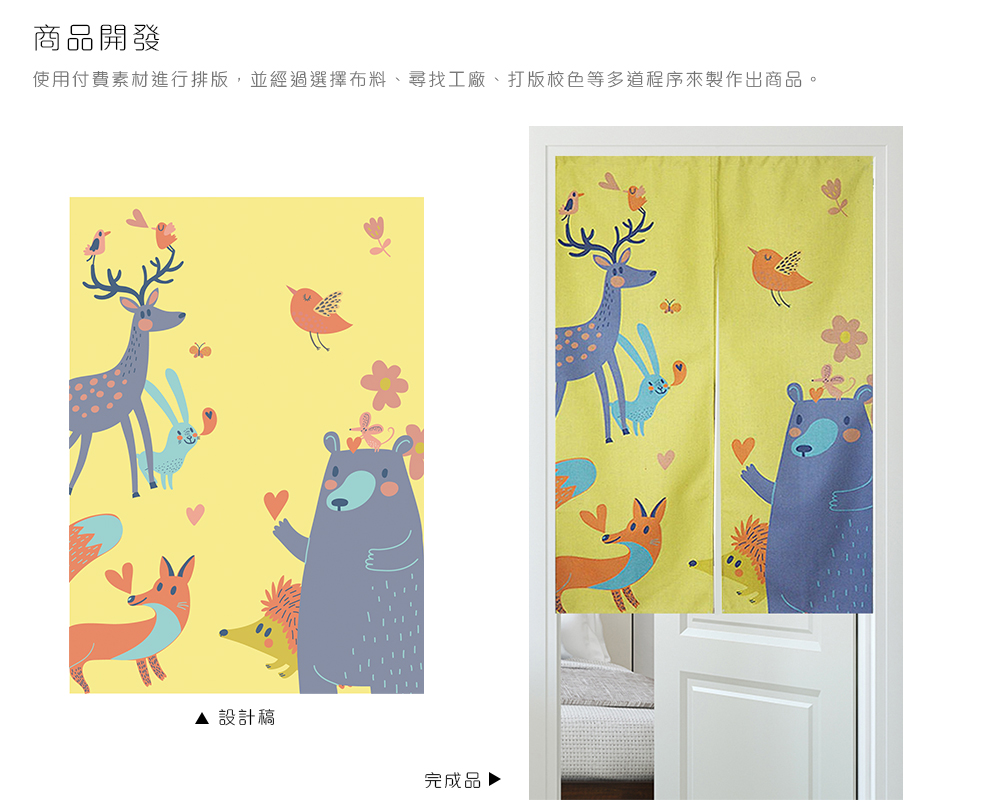 商品開發
使用付費素材進行排版，並經過選擇布料、尋找工廠、打版校色等多道程序來製作出商品。
▲ 設計稿
完成品 ▶